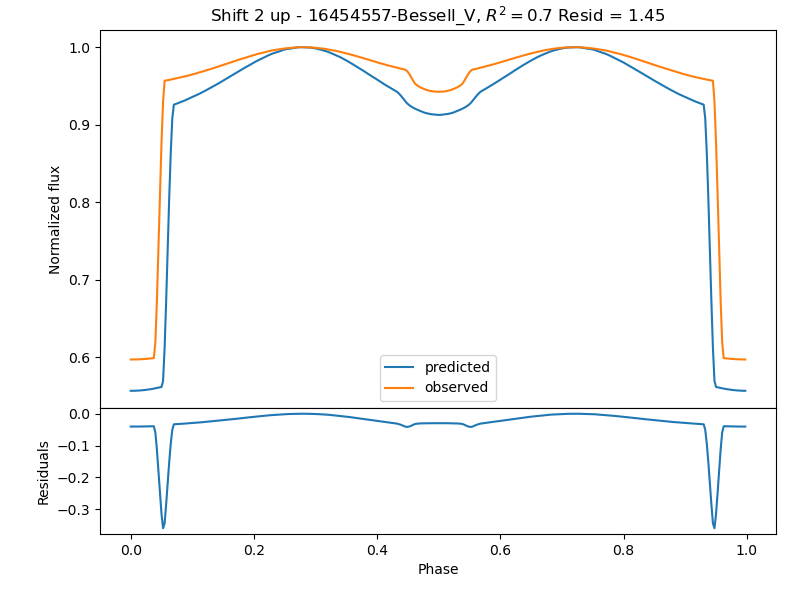 Shift 2 up - 16454557-Bessell_V, $R^2 = 0.7$ Resid = 1.45
Normalized flux
1.0
0.9
0.8
0.7
0.6
predicted
observed
Residuals
0.0
−0.1
−0.2
−0.3
0.0 0.2 0.4 0.6 0.8 1.0
Phase